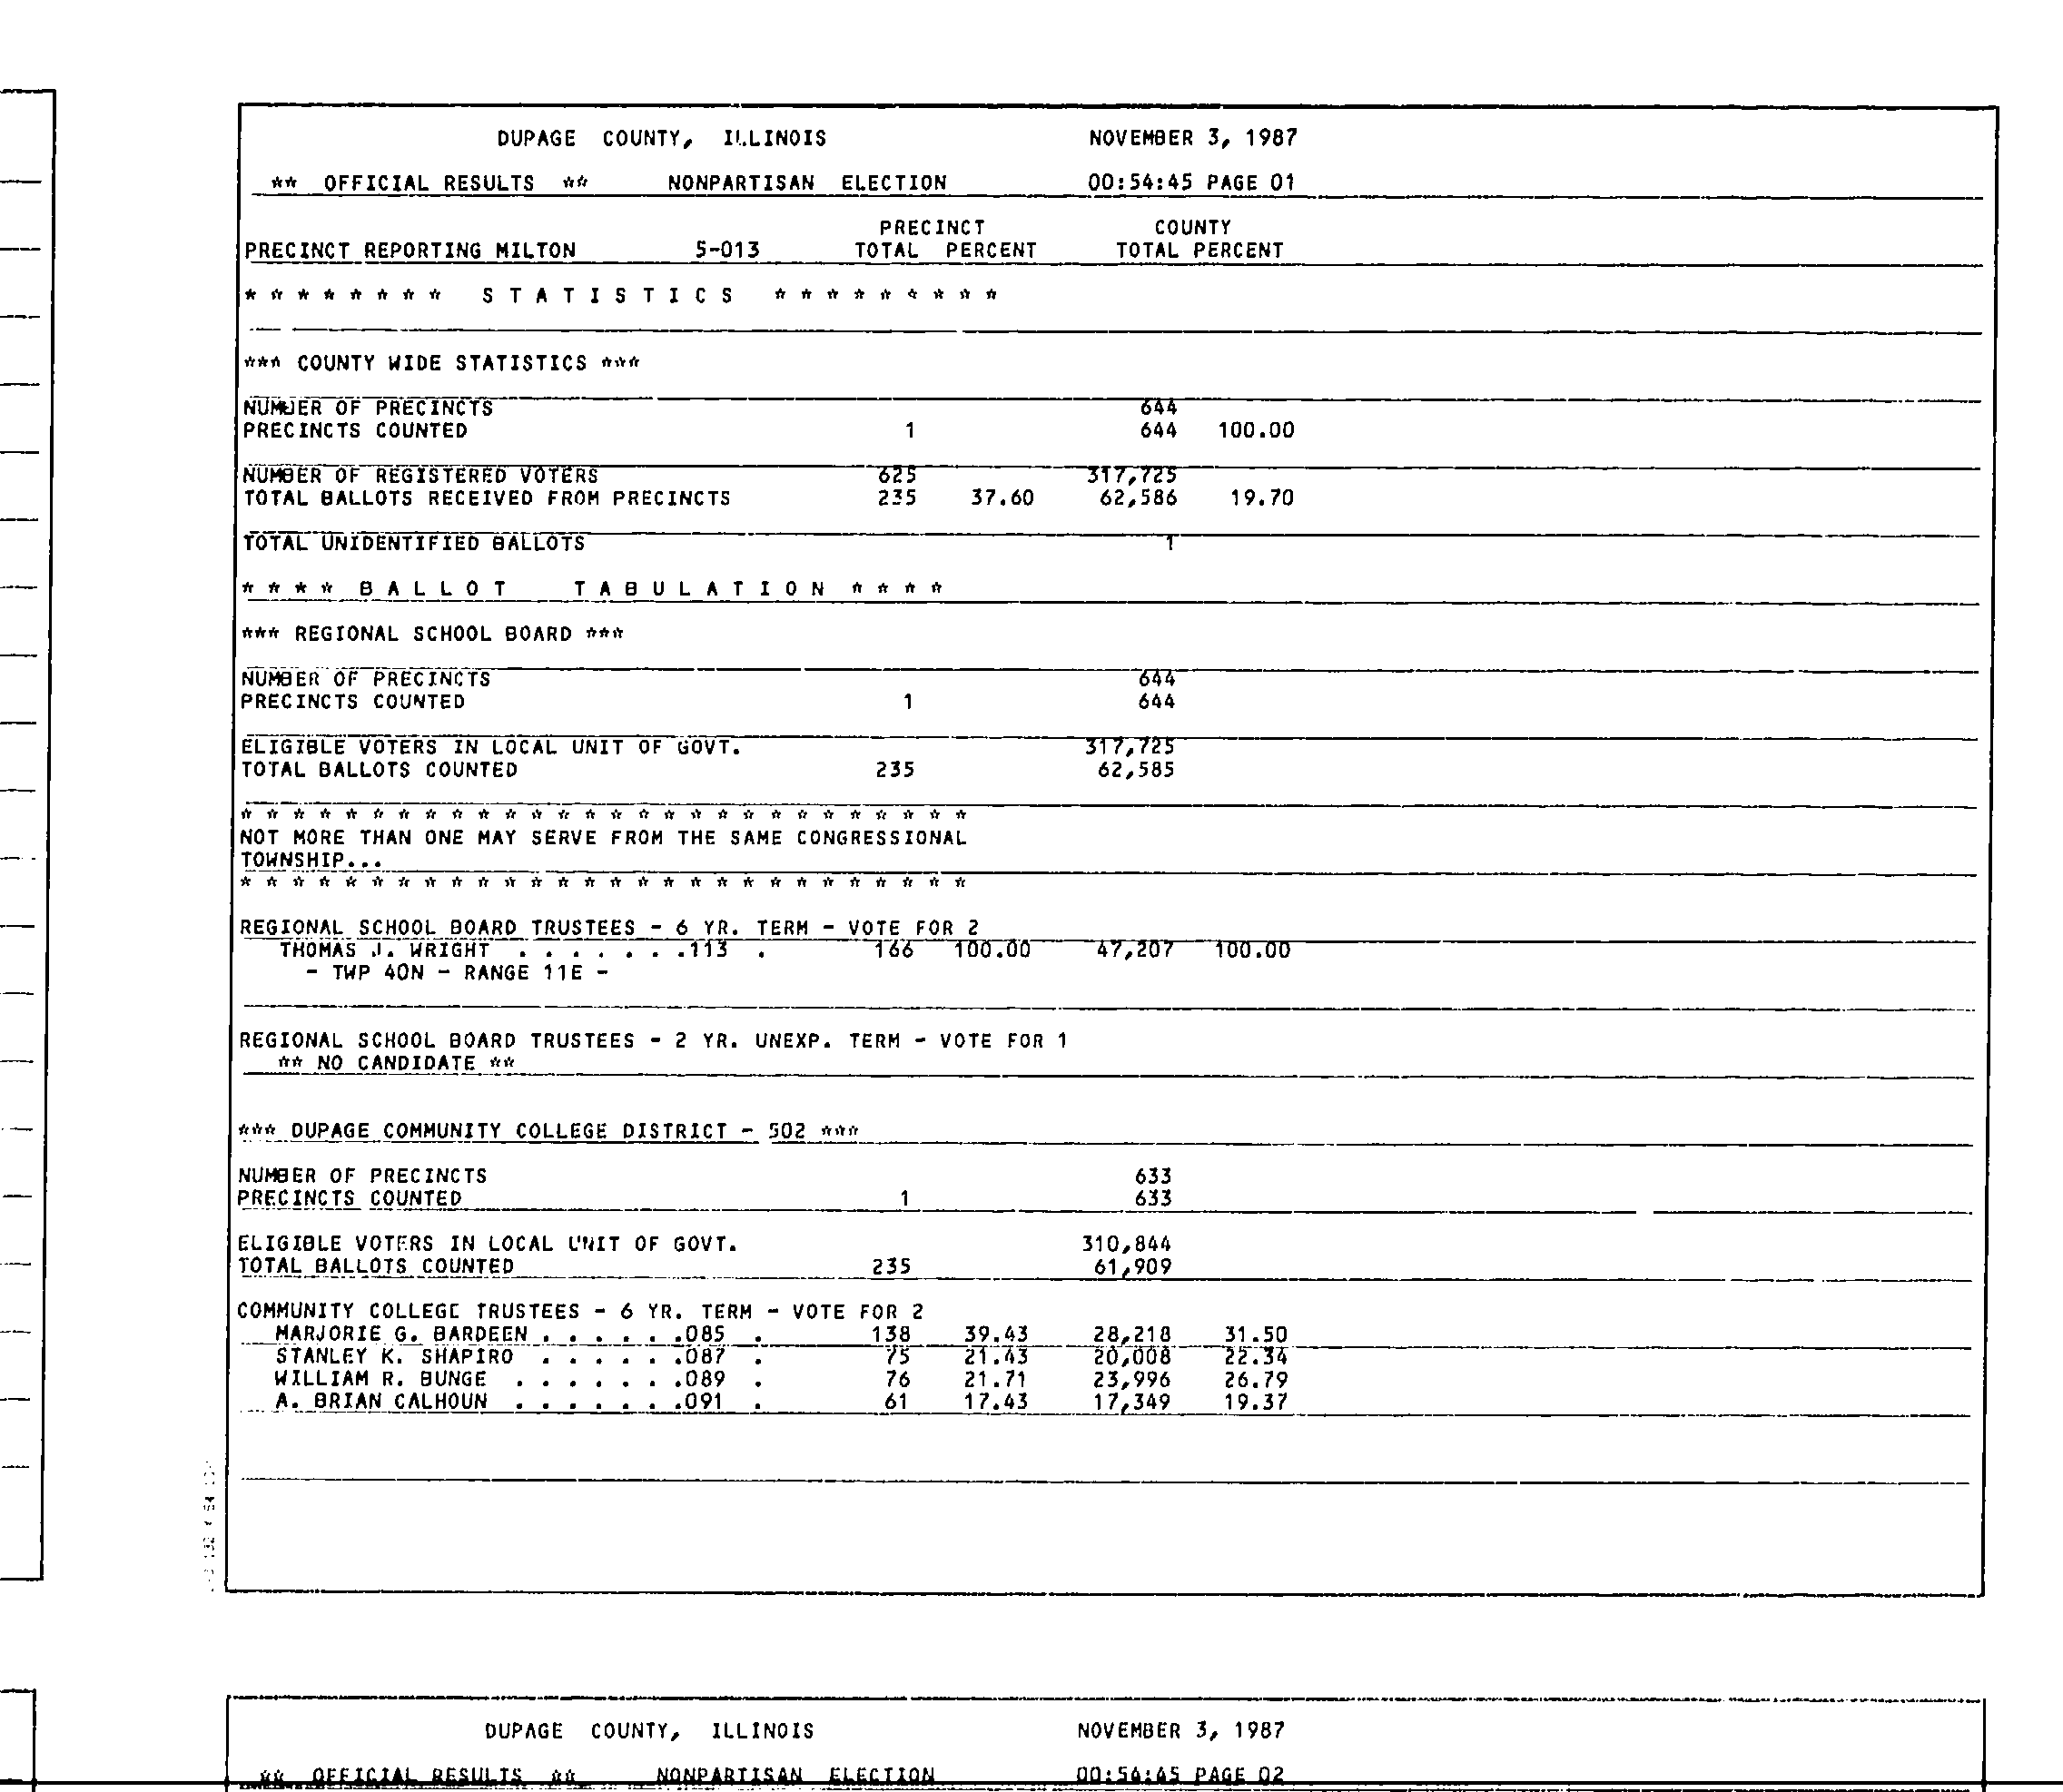 DUPAGE COUNTY, ILLINOIS NOVEMBER 3, 1987
** OFFICIAL RESULTS ** NONPARTISAN ELECTION 00:54:45 PAGE 01
PRECINCT COUNTY
PRECINCT REPORTING MILTON 5-013 TOTAL PERCENT TOTAL PERCENT
* * * * * * * * S T A T I S T I C S * * * * * * * * *
*** COUNTY WIDE STATISTICS ***
NUMBER OF PRECINCTS 644
PRECINCTS COUNTED 1 644 100.00
NUMBER OF REGISTERED VOTERS 625 317,725
TOTAL BALLOTS RECEIVED FROM PRECINCTS 235 37.60 62,586 19.70
TOTAL UNIDENTIFIED BALLOTS 1
* * * * B A L L O T T A B U L A T I O N * * * *
*** REGIONAL SCHOOL BOARD ***
NUMBER OF PRECINCTS 644
PRECINCTS COUNTED 1 644
ELIGIBLE VOTERS IN LOCAL UNIT OF GOVT. 317,725
TOTAL BALLOTS COUNTED 235 62,585
* * * * * * * * * * * * * * * * * * * * * * * * * * * *
NOT MORE THAN ONE MAY SERVE FROM THE SAME CONGRESSIONAL
TOWNSHIP...
* * * * * * * * * * * * * * * * * * * * * * * * * * * *
REGIONAL SCHOOL BOARD TRUSTEES - 6 YR. TERM - VOTE FOR 2
THOMAS J. WRIGHT . . . . . . .113 . 166 100.00 47,207 100.00
- TWP 40N - RANGE 11E -
REGIONAL SCHOOL BOARD TRUSTEES - 2 YR. UNEXP. TERM - VOTE FOR 1
** NO CANDIDATE **
*** DUPAGE COMMUNITY COLLEGE DISTRICT - 502 ***
NUMBER OF PRECINCTS 633
PRECINCTS COUNTED 1 633
ELIGIBLE VOTERS IN LOCAL UNIT OF GOVT. 310,844
TOTAL BALLOTS COUNTED 235 61,909
COMMUNITY COLLEGE TRUSTEES - 6 YR. TERM - VOTE FOR 2
MARJORIE G. BARDEEN . . . . . .085 . 138 39.43 28,218 31.50
STANLEY K. SHAPIRO . . . . . .087 . 75 21.43 20,008 22.34
WILLIAM R. BUNGE . . . . . . .089 . 76 21.71 23,996 26.79
A. BRIAN CALHOUN . . . . . . .091 . 61 17.43 17,349 19.37
DUPAGE COUNTY, ILLINOIS NOVEMBER 3, 1987
** OFFICIAL RESULTS ** NONPARTISAN ELECTION 00:54:45 PAGE 02